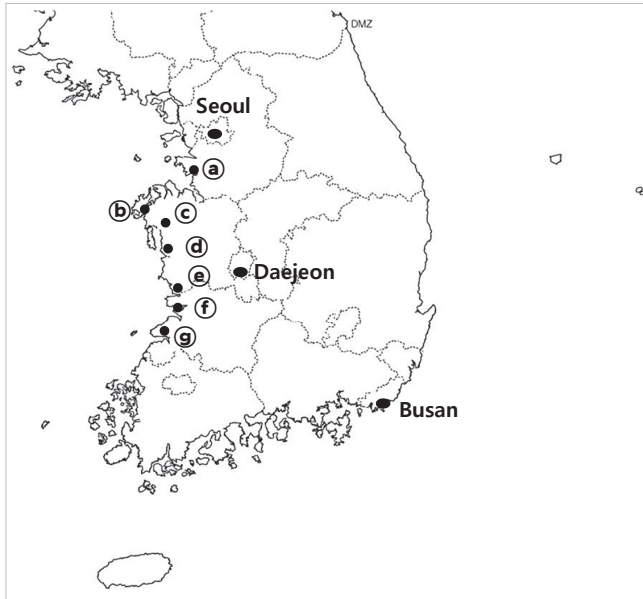 DMZ
Seoul
ⓐ
ⓑ
ⓒ
ⓓ
ⓔ
Daejeon
ⓕ
ⓖ
Busan